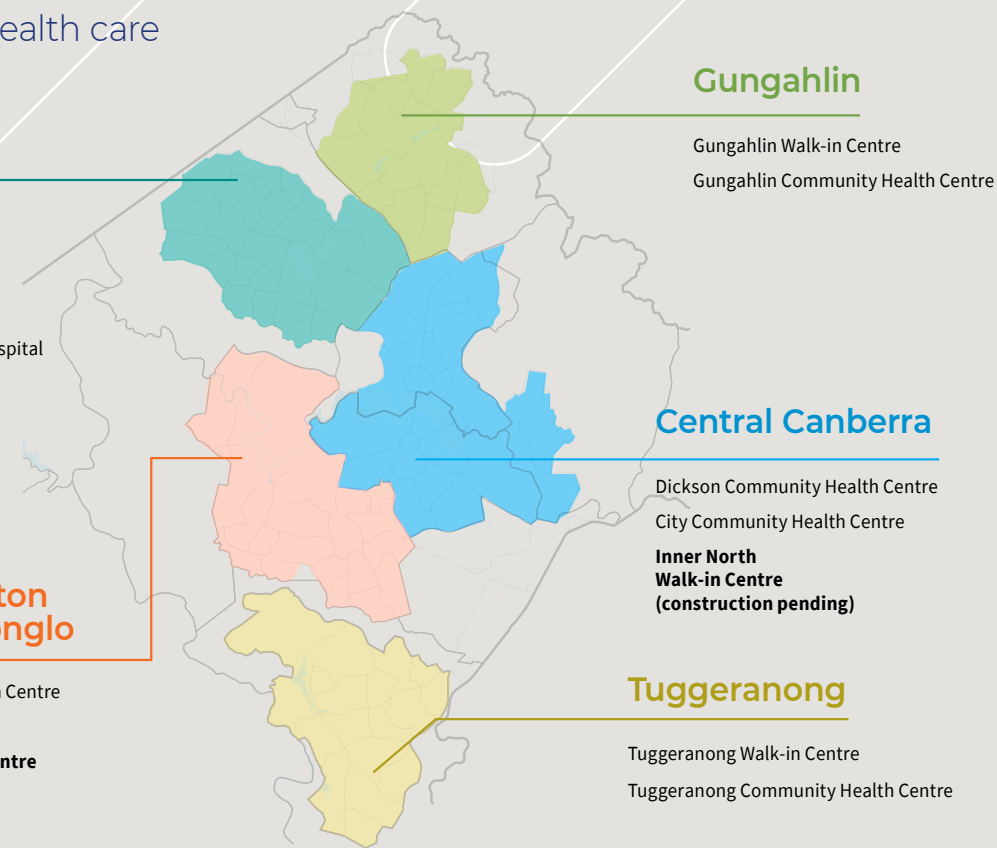 ealth care
Gungahlin
Gungahlin Walk-in Centre
Gungahlin Community Health Centre
spital
Central Canberra
Dickson Community Health Centre
City Community Health Centre
Inner North
Walk-in Centre
(construction pending)
ton
onglo
Centre
ntre
Tuggeranong
Tuggeranong Walk-in Centre
Tuggeranong Community Health Centre